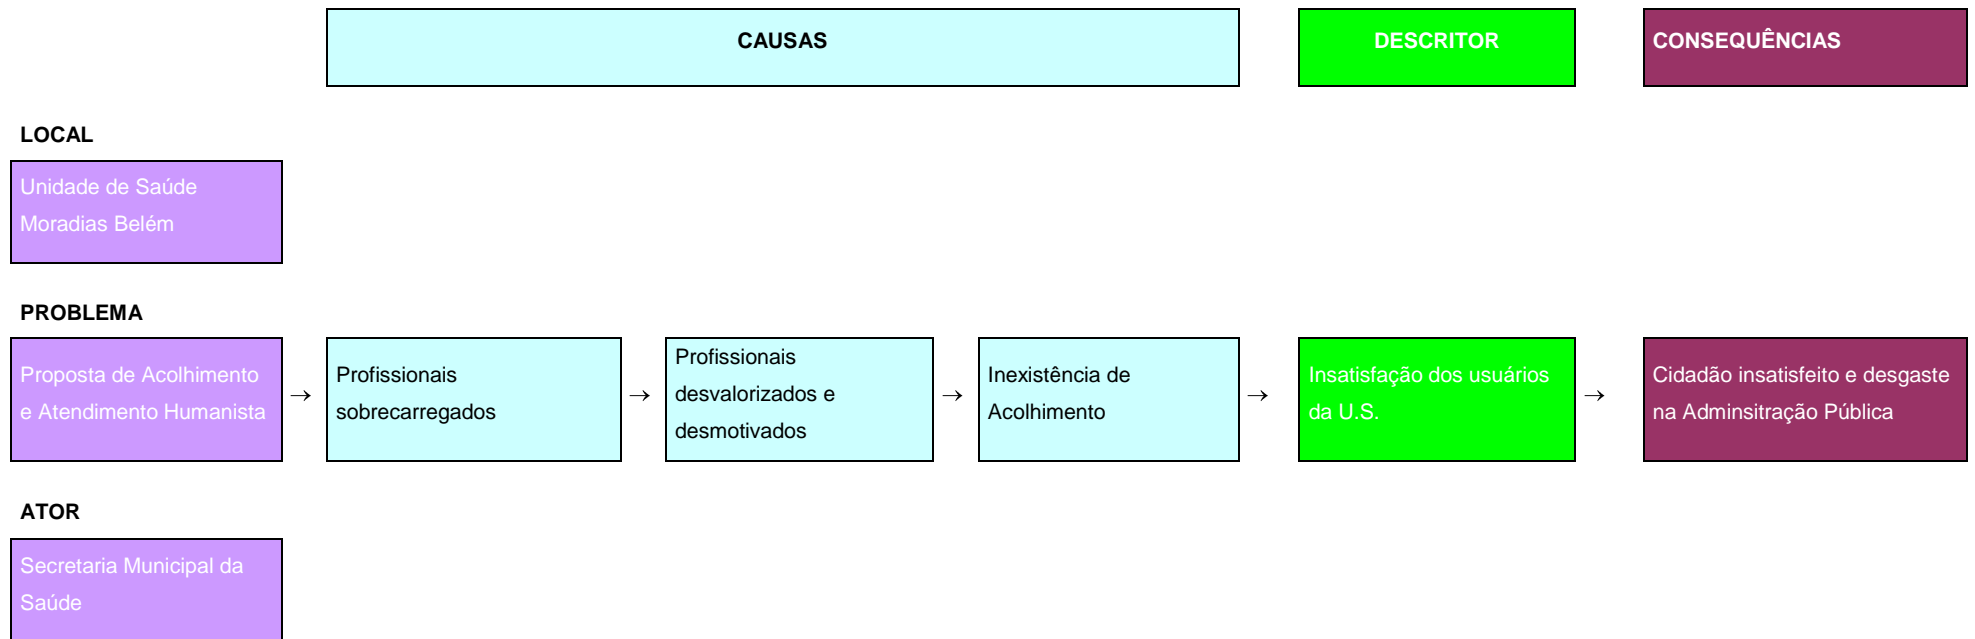 CAUSAS
DESCRITOR
CONSEQUÊNCIAS
LOCAL
Unidade de Saúde
Moradias Belém
PROBLEMA
Proposta de Acolhimento
e Atendimento Humanista
→
Profissionais
sobrecarregados
→
Profissionais
desvalorizados e
desmotivados
→
Inexistência de
Acolhimento
→
Insatisfação dos usuários
da U.S.
→
Cidadão insatisfeito e desgaste
na Adminsitração Pública
ATOR
Secretaria Municipal da
Saúde